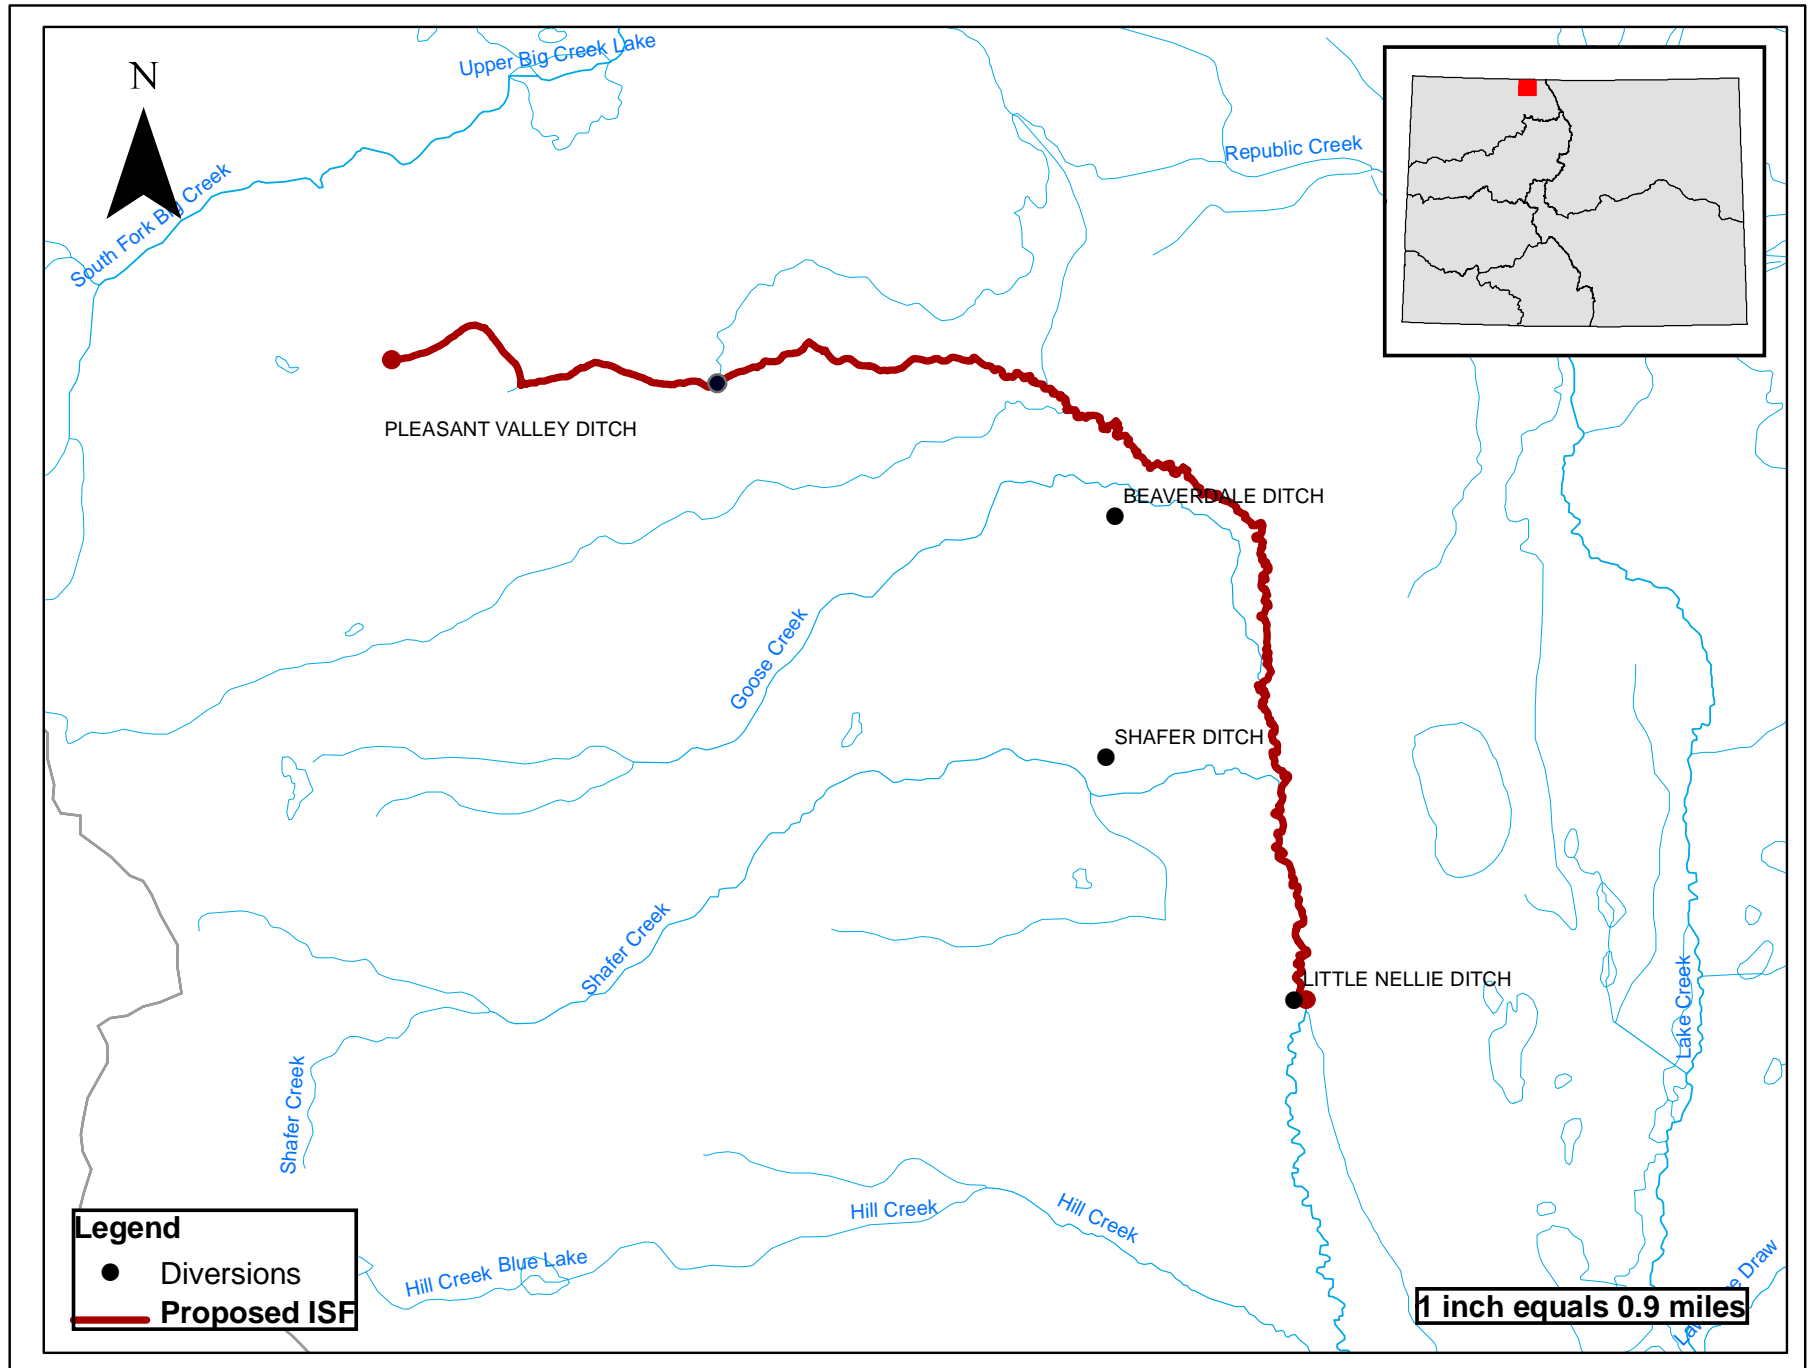 Upper Big Creek Lake
N
Republic Creek
South Fork Big Creek
PLEASANT VALLEY DITCH
BEAVERDALE DITCH
Goose Creek
SHAFER DITCH
Shafer Creek
LITTLE NELLIE DITCH
Lake Creek
Shafer Creek
Hill Creek
Hill Creek
Hill Creek
Blue Lake
Draw
Legend
Diversions
Proposed ISF
1 inch equals 0.9 miles